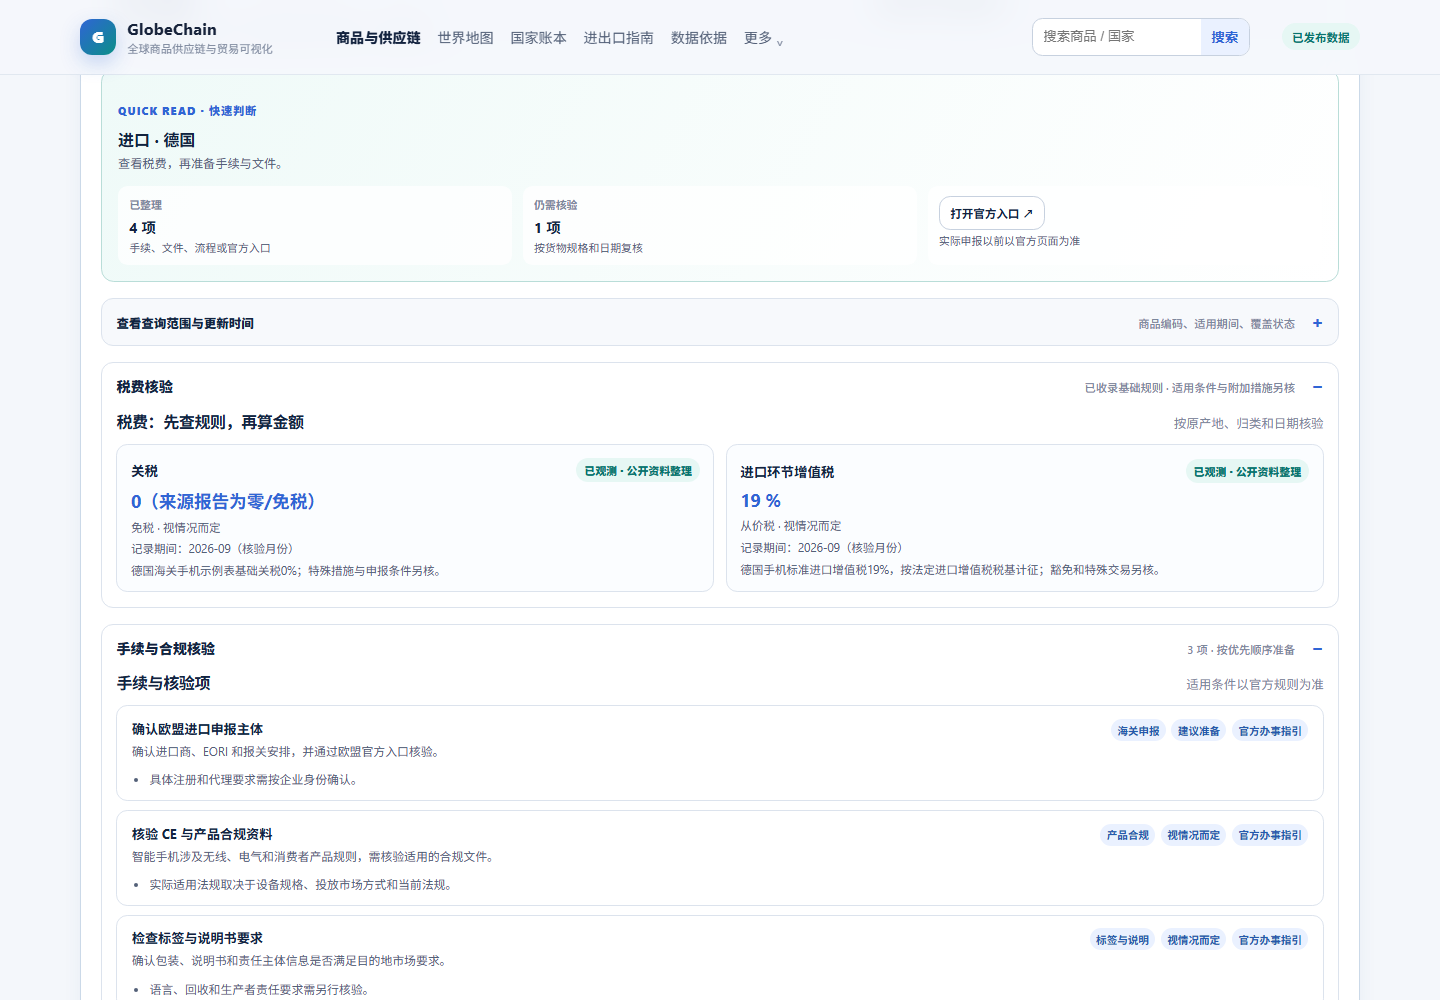 G
GlobeChain
全球商品供应链与贸易可视化
商品与供应链
世界地图
国家账本
进出口指南
数据依据
更多
搜索商品 / 国家
搜索
已发布数据
QUICK READ · 快速判断
进口 · 德国
查看税费，再准备手续与文件。
已整理
4 项
手续、文件、流程或官方入口
仍需核验
1 项
按货物规格和日期复核
打开官方入口 ↗
实际申报以前以官方页面为准
查看查询范围与更新时间
商品编码、适用期间、覆盖状态
+
税费核验
已收录基础规则 · 适用条件与附加措施另核
−
税费：先查规则，再算金额
按原产地、归类和日期核验
关税
已观测 · 公开资料整理
0（来源报告为零/免税）
免税 · 视情况而定
记录期间：2026-09（核验月份）
德国海关手机示例表基础关税0%；特殊措施与申报条件另核。
进口环节增值税
已观测 · 公开资料整理
19 %
从价税 · 视情况而定
记录期间：2026-09（核验月份）
德国手机标准进口增值税19%，按法定进口增值税税基计征；豁免和特殊交易另核。
手续与合规核验
3 项 · 按优先顺序准备
−
手续与核验项
适用条件以官方规则为准
确认欧盟进口申报主体
海关申报
建议准备
官方办事指引
确认进口商、EORI 和报关安排，并通过欧盟官方入口核验。
• 具体注册和代理要求需按企业身份确认。
核验 CE 与产品合规资料
产品合规
视情况而定
官方办事指引
智能手机涉及无线、电气和消费者产品规则，需核验适用的合规文件。
• 实际适用法规取决于设备规格、投放市场方式和当前法规。
检查标签与说明书要求
标签与说明
视情况而定
官方办事指引
确认包装、说明书和责任主体信息是否满足目的地市场要求。
• 语言、回收和生产者责任要求需另行核验。